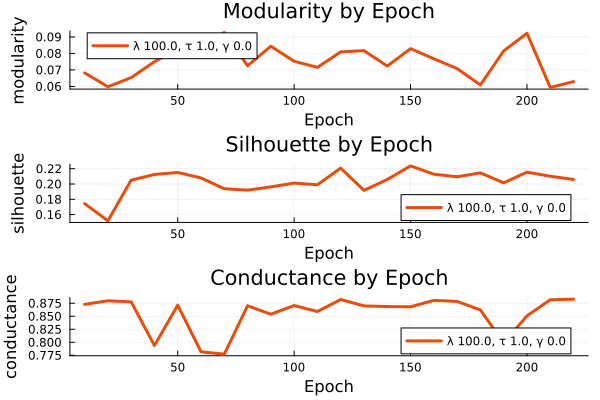 Modularity by Epoch
modularity
0.09
0.08
0.07
0.06
λ 100.0, τ 1.0, γ 0.0
50
100
150
200
Epoch
Silhouette by Epoch
silhouette
0.22
0.20
0.18
0.16
λ 100.0, τ 1.0, γ 0.0
50
100
150
200
Epoch
Conductance by Epoch
conductance
0.875
0.850
0.825
0.800
0.775
λ 100.0, τ 1.0, γ 0.0
50
100
150
200
Epoch